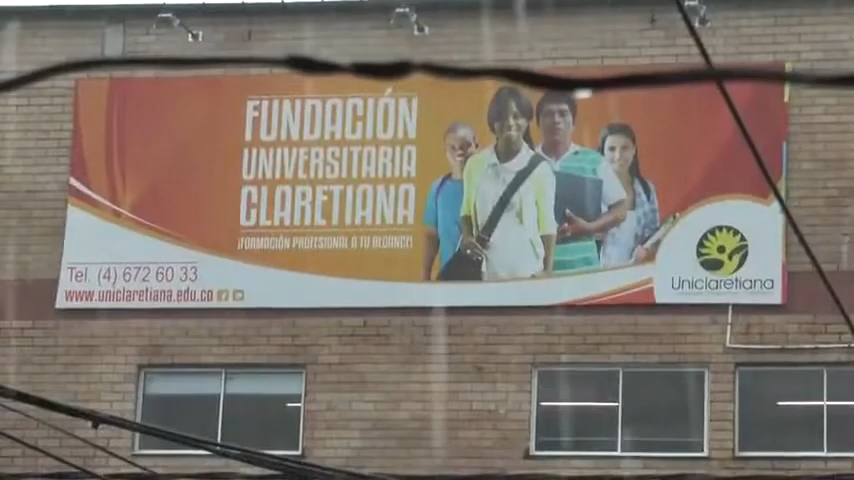 FUNDACIÓN
UNIVERSITARIA
CLARETIANA
¡FORMACIÓN PROFESIONAL A TU ALCANCE!
Tel. (4) 672 60 33
www.uniclaretiana.edu.co
Uniclaretiana